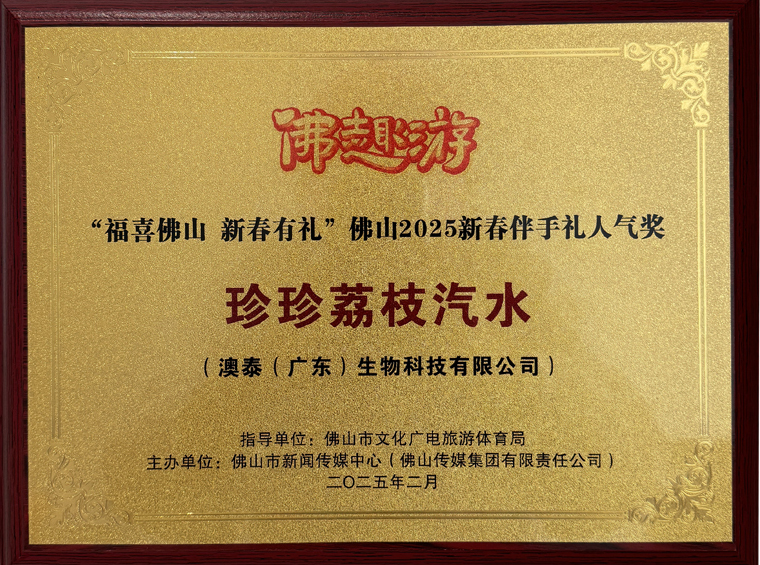 佛趣游
“福喜佛山 新春有礼”佛山2025新春伴手礼人气奖
珍珍荔枝汽水
（澳泰（广东）生物科技有限公司）
指导单位：佛山市文化广电旅游体育局
主办单位：佛山市新闻传媒中心（佛山传媒集团有限责任公司）
二〇二五年二月